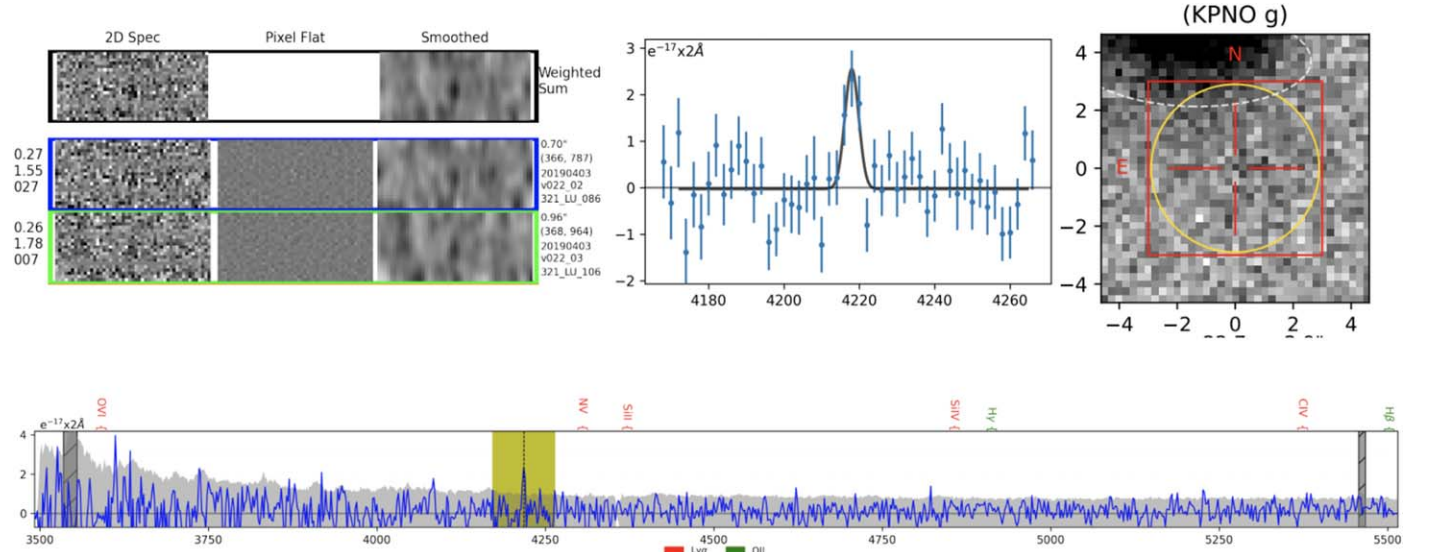 (KPNO g)
2D Spec Pixel Flat Smoothed
Weighted
Sum
0.27
1.55
027
0.70"
(366, 787)
20190403
v022_02
321_LU_086
0.26
1.78
007
0.96"
(368, 964)
20190403
v022_03
321_LU_106
e⁻¹⁷x2Å
3
2
1
0
−1
−2
4180 4200 4220 4240 4260
N
E
4
2
0
−2
−4
−4 −2 0 2 4
OVI { NV { SiII { SiIV { Hγ { CIV { Hβ {
e⁻¹⁷x2Å
4
2
0
3500 3750 4000 4250 4500 4750 5000 5250 5500
Lyα OII